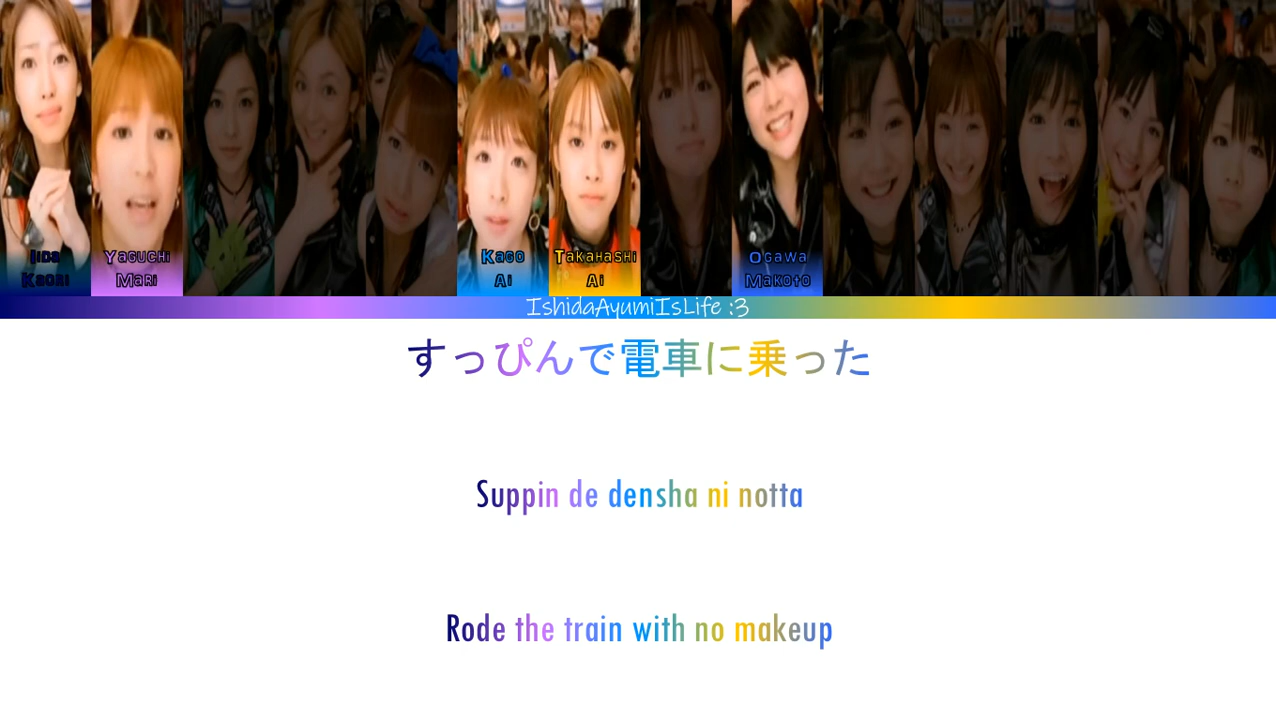 Iida Kaori
Yaguchi Mari
Kago Ai
Takahashi Ai
Ogawa Makoto
IshidaAyumiIsLife :3
すっぴんで電車に乗った
Suppin de densha ni notta
Rode the train with no makeup